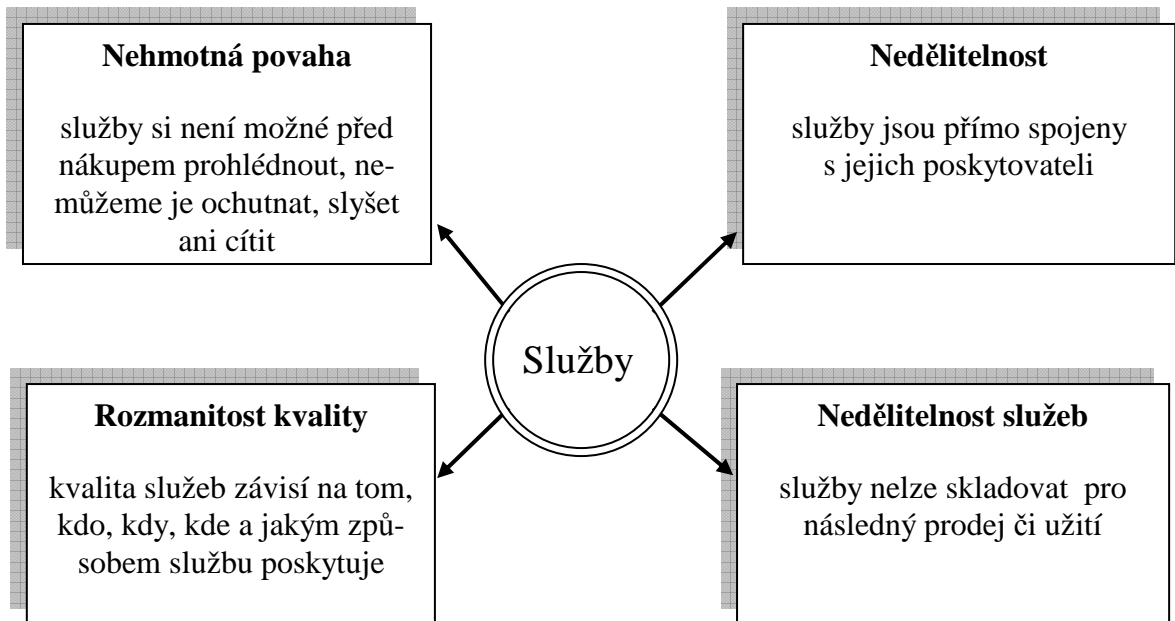 Nehmotná povaha
služby si není možné před
nákupem prohlédnout, ne-
můžeme je ochutnat, slyšet
ani cítit
Nedělitelnost
služby jsou přímo spojeny
s jejich poskytovateli
Služby
Rozmanitost kvality
kvalita služeb závisí na tom,
kdo, kdy, kde a jakým způ-
sobem službu poskytuje
Nedělitelnost služeb
služby nelze skladovat  pro
následný prodej či užití